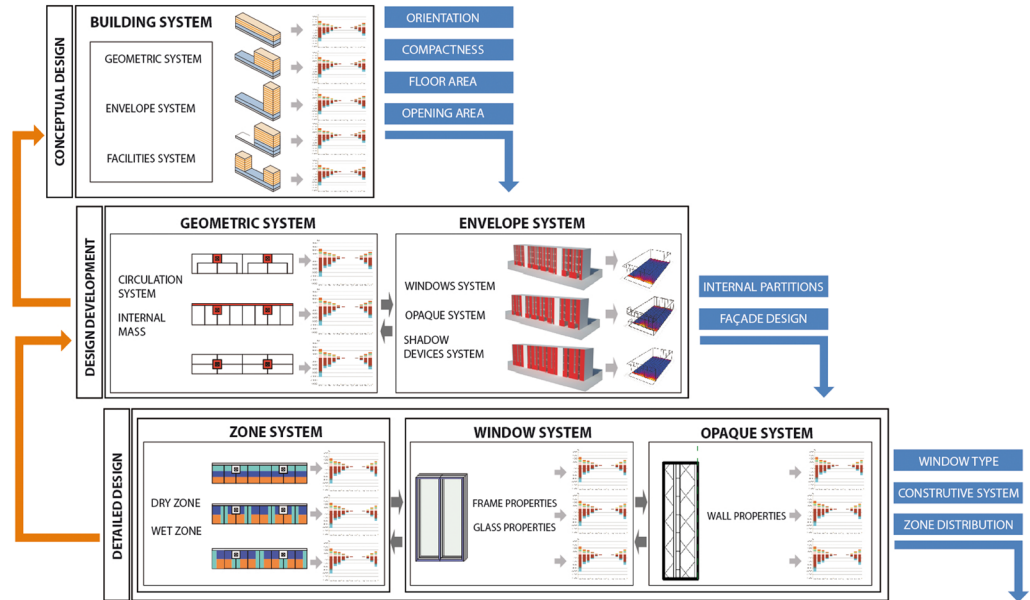 CONCEPTUAL DESIGN
BUILDING SYSTEM
GEOMETRIC SYSTEM
ENVELOPE SYSTEM
FACILITIES SYSTEM
ORIENTATION
COMPACTNESS
FLOOR AREA
OPENING AREA
DESIGN DEVELOPMENT
GEOMETRIC SYSTEM
CIRCULATION
SYSTEM
INTERNAL
MASS
ENVELOPE SYSTEM
WINDOWS SYSTEM
OPAQUE SYSTEM
SHADOW
DEVICES SYSTEM
INTERNAL PARTITIONS
FAÇADE DESIGN
DETAILED DESIGN
ZONE SYSTEM
DRY ZONE
WET ZONE
WINDOW SYSTEM
FRAME PROPERTIES
GLASS PROPERTIES
OPAQUE SYSTEM
WALL PROPERTIES
WINDOW TYPE
CONSTRUTIVE SYSTEM
ZONE DISTRIBUTION